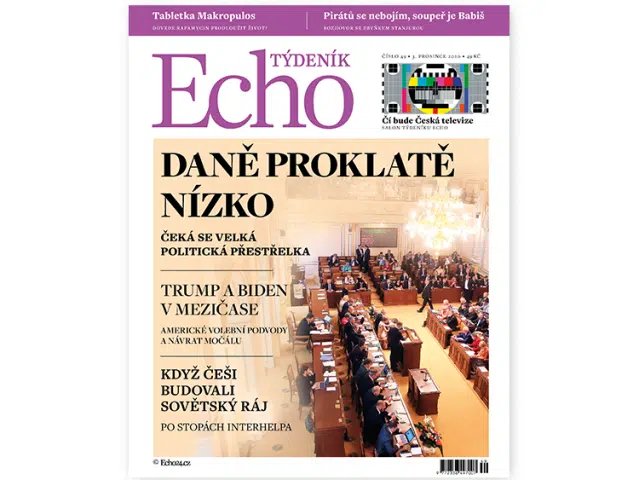 Tabletka Makropulos
DOVEDE RAPAMYCIN PRODLOUŽIT ŽIVOT?
Pirátů se nebojím, soupeř je Babiš
ROZHOVOR SE ZBYŇKEM STANJUROU
TÝDENÍK
Echo
ČÍSLO 49 • 3. PROSINCE 2020 • 49 KČ
Čí bude Česká televize
SALON TÝDENÍKU ECHO
DANĚ PROKLATĚ
NÍZKO
ČEKÁ SE VELKÁ
POLITICKÁ PŘESTŘELKA
TRUMP A BIDEN
V MEZIČASE
AMERICKÉ VOLEBNÍ PODVODY
A NÁVRAT MOČÁLU
KDYŽ ČEŠI
BUDOVALI
SOVĚTSKÝ RÁJ
PO STOPÁCH INTERHELPA
© Echo24.cz